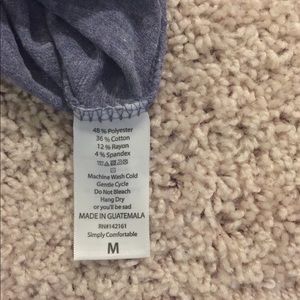 48 % Polyester
36 % Cotton
12 % Rayon
4 % Spandex
Machine Wash Cold
Gentle Cycle
Do Not Bleach
Hang Dry
or you'll be sad
MADE IN GUATEMALA
RN#142161
Simply Comfortable
M